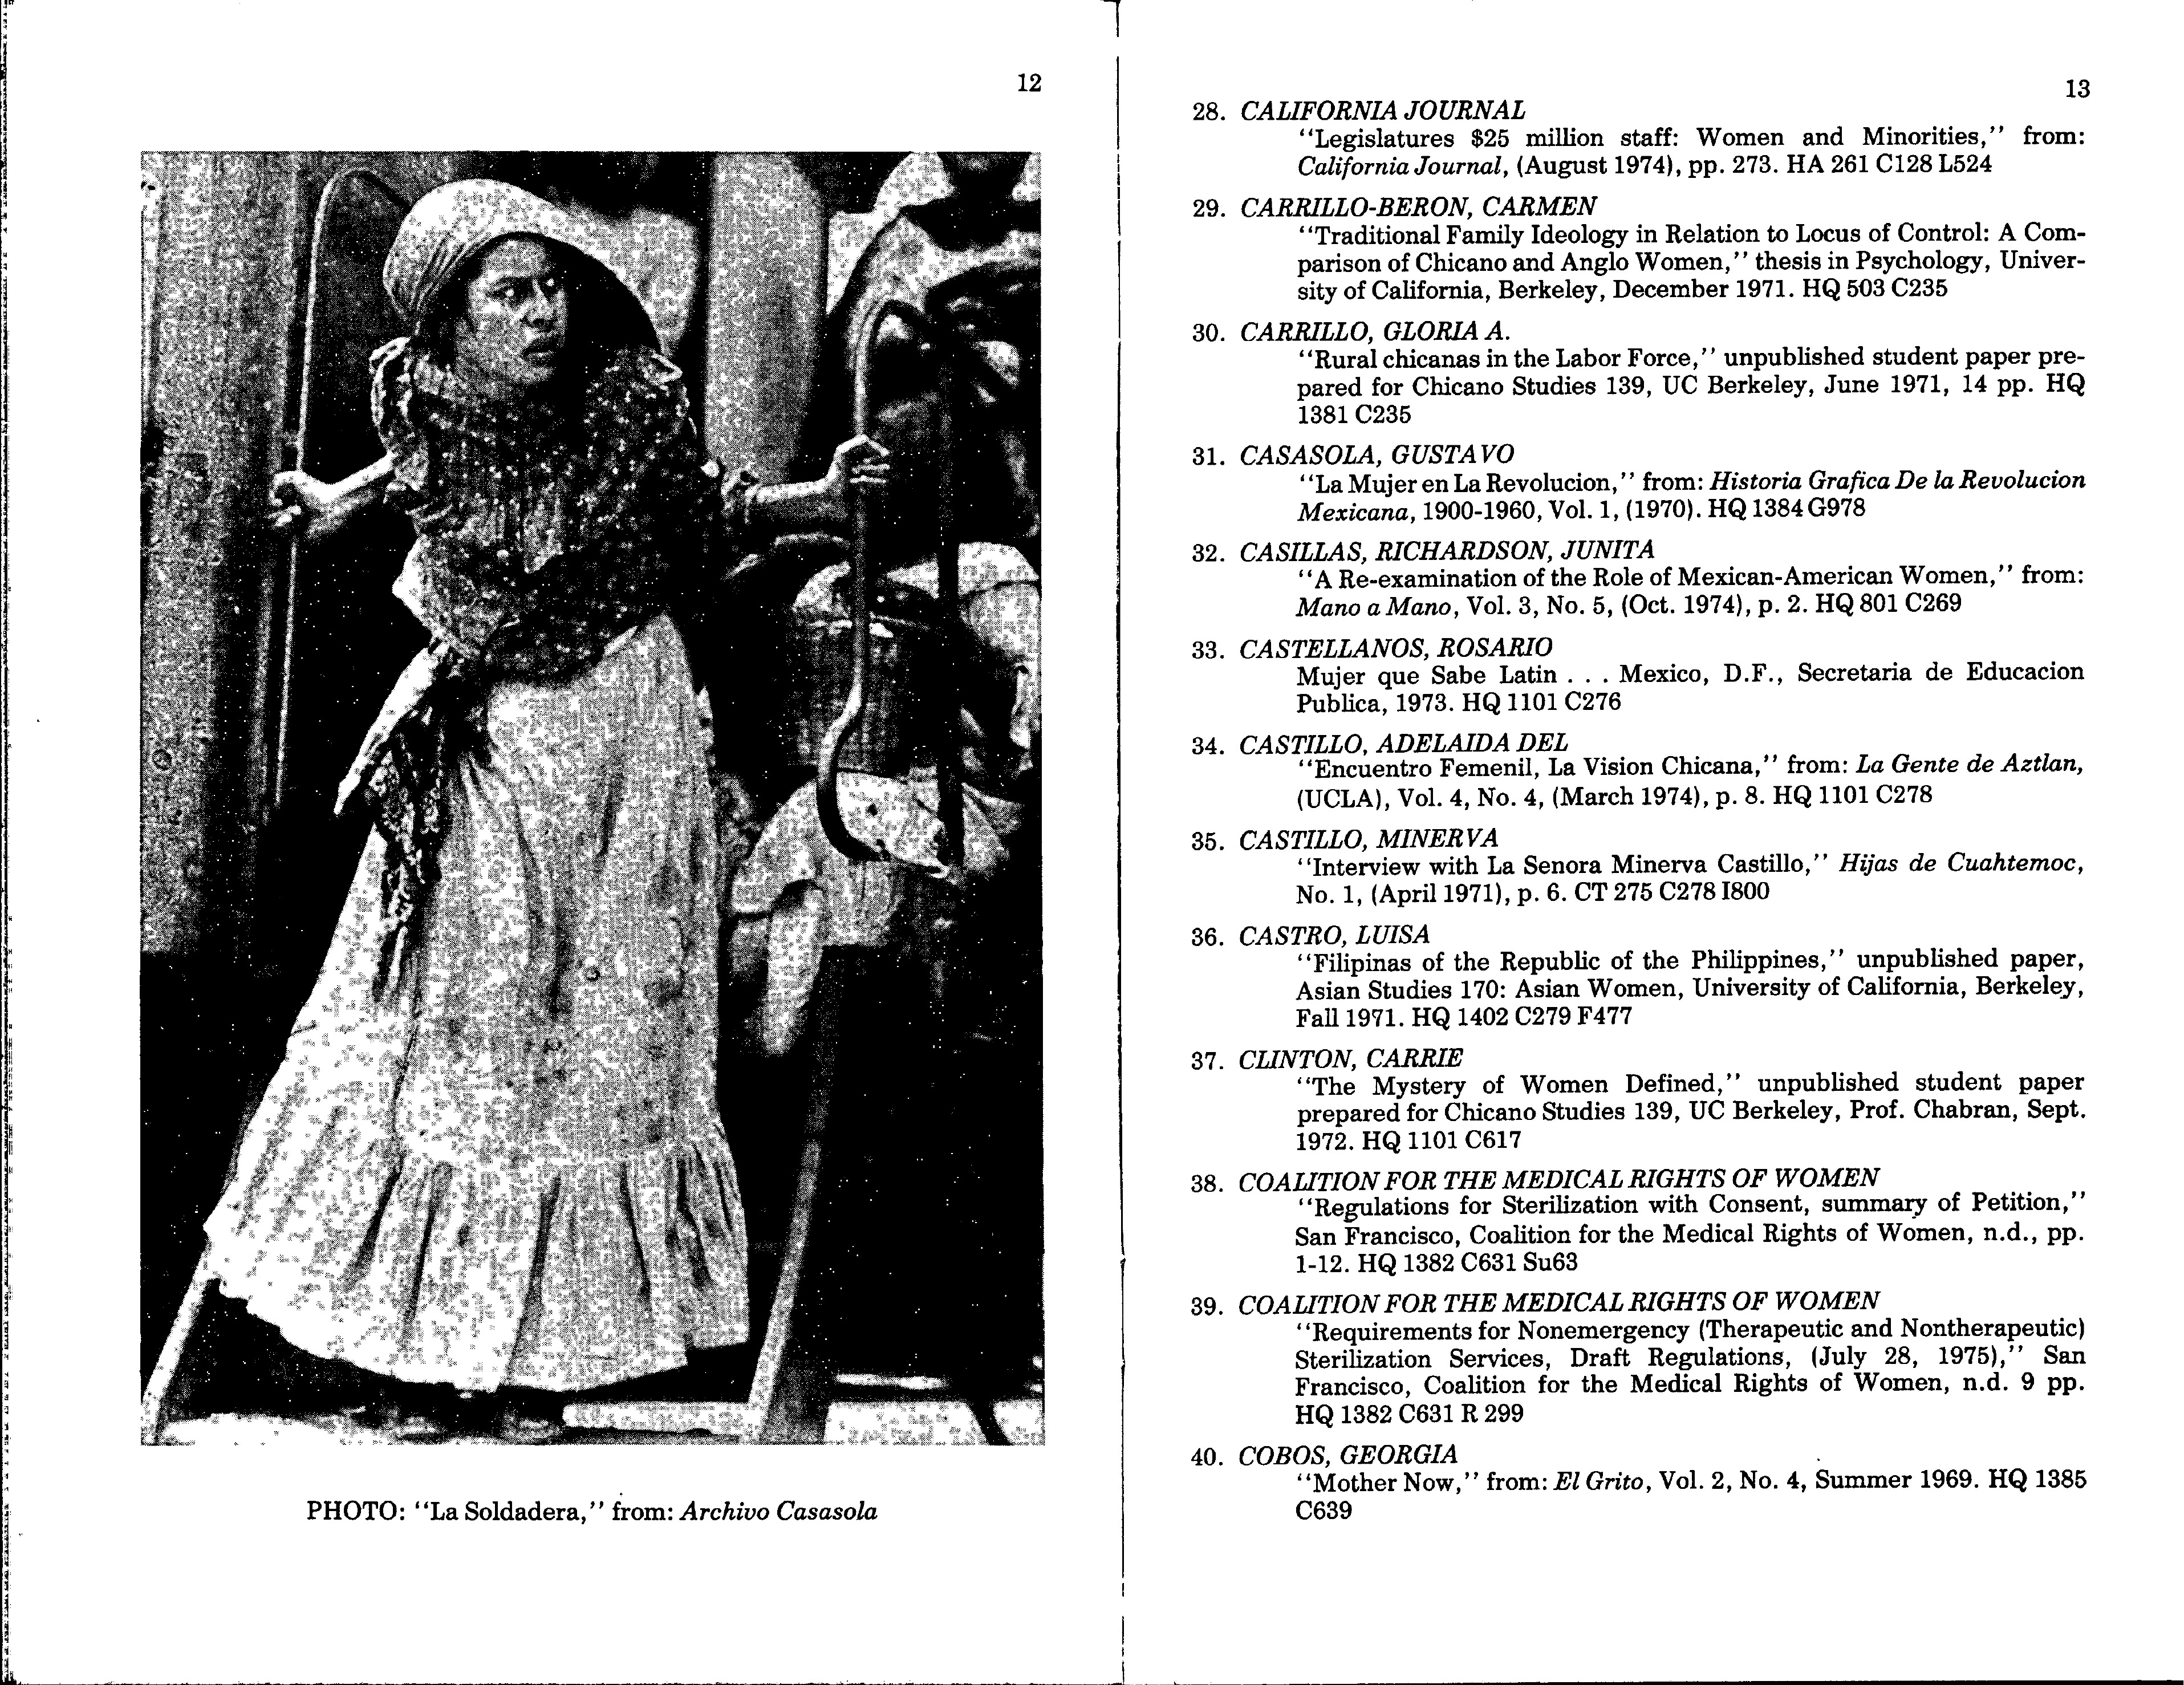 12
PHOTO: “La Soldadera,” from: Archivo Casasola
13
28. CALIFORNIA JOURNAL
“Legislatures $25 million staff: Women and Minorities,” from:
California Journal, (August 1974), pp. 273. HA 261 C128 L524
29. CARRILLO-BERON, CARMEN
“Traditional Family Ideology in Relation to Locus of Control: A Com-
parison of Chicano and Anglo Women,” thesis in Psychology, Univer-
sity of California, Berkeley, December 1971. HQ 503 C235
30. CARRILLO, GLORIA A.
“Rural chicanas in the Labor Force,” unpublished student paper pre-
pared for Chicano Studies 139, UC Berkeley, June 1971, 14 pp. HQ
1381 C235
31. CASASOLA, GUSTAVO
“La Mujer en La Revolucion,” from: Historia Grafica De la Revolucion
Mexicana, 1900-1960, Vol. 1, (1970). HQ 1384 G978
32. CASILLAS, RICHARDSON, JUNITA
“A Re-examination of the Role of Mexican-American Women,” from:
Mano a Mano, Vol. 3, No. 5, (Oct. 1974), p. 2. HQ 801 C269
33. CASTELLANOS, ROSARIO
Mujer que Sabe Latin . . . Mexico, D.F., Secretaria de Educacion
Publica, 1973. HQ 1101 C276
34. CASTILLO, ADELAIDA DEL
“Encuentro Femenil, La Vision Chicana,” from: La Gente de Aztlan,
(UCLA), Vol. 4, No. 4, (March 1974), p. 8. HQ 1101 C278
35. CASTILLO, MINERVA
“Interview with La Senora Minerva Castillo,” Hijas de Cuahtemoc,
No. 1, (April 1971), p. 6. CT 275 C278 I800
36. CASTRO, LUISA
“Filipinas of the Republic of the Philippines,” unpublished paper,
Asian Studies 170: Asian Women, University of California, Berkeley,
Fall 1971. HQ 1402 C279 F477
37. CLINTON, CARRIE
“The Mystery of Women Defined,” unpublished student paper
prepared for Chicano Studies 139, UC Berkeley, Prof. Chabran, Sept.
1972. HQ 1101 C617
38. COALITION FOR THE MEDICAL RIGHTS OF WOMEN
“Regulations for Sterilization with Consent, summary of Petition,”
San Francisco, Coalition for the Medical Rights of Women, n.d., pp.
1-12. HQ 1382 C631 Su63
39. COALITION FOR THE MEDICAL RIGHTS OF WOMEN
“Requirements for Nonemergency (Therapeutic and Nontherapeutic)
Sterilization Services, Draft Regulations, (July 28, 1975),” San
Francisco, Coalition for the Medical Rights of Women, n.d. 9 pp.
HQ 1382 C631 R 299
40. COBOS, GEORGIA
“Mother Now,” from: El Grito, Vol. 2, No. 4, Summer 1969. HQ 1385
C639